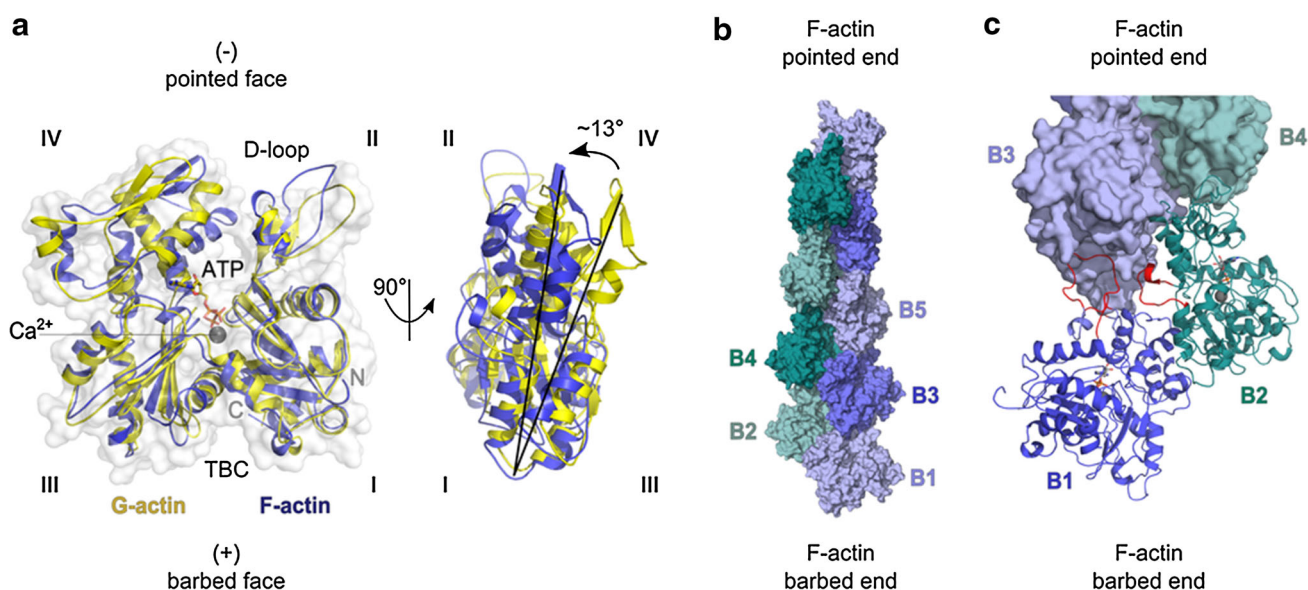 a
(-)
pointed face
IV
II
D-loop
ATP
Ca²⁺
N
C
TBC
III
I
G-actin
F-actin
(+)
barbed face
90°
II
~13°
IV
I
III
b
F-actin
pointed end
B5
B4
B3
B2
B1
F-actin
barbed end
c
F-actin
pointed end
B3
B4
B2
B1
F-actin
barbed end